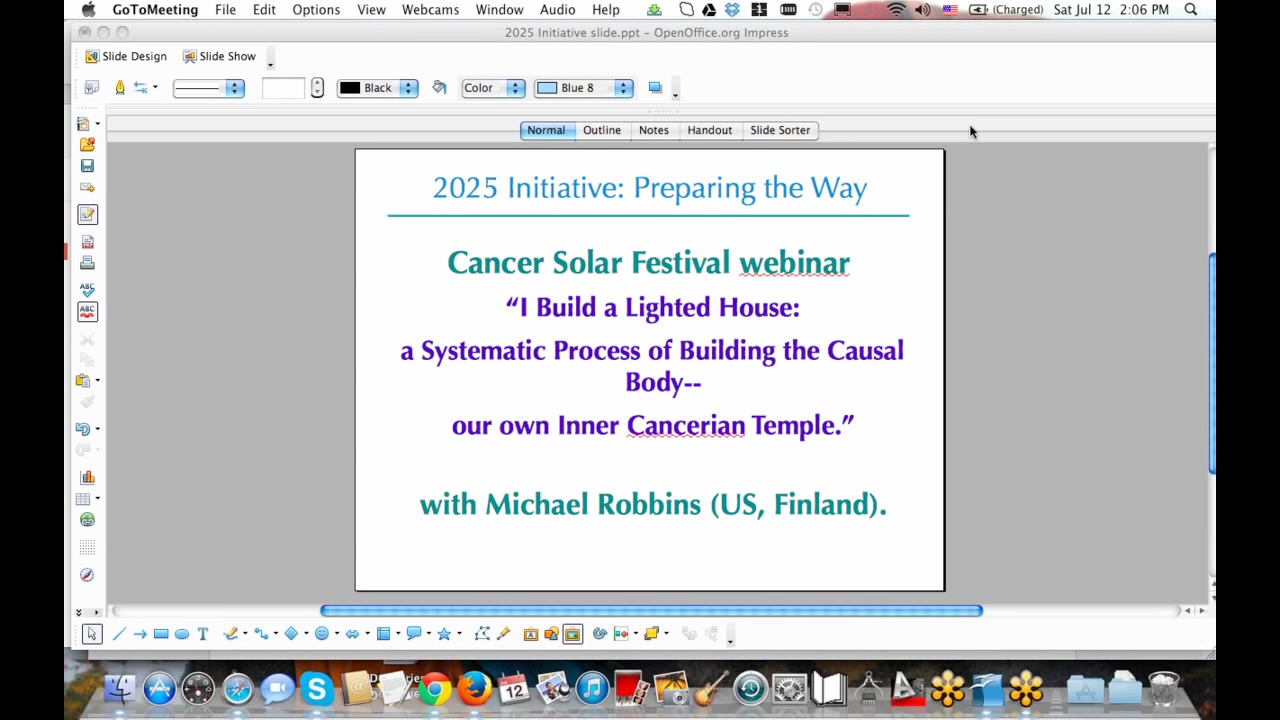 GoToMeeting File Edit Options View Webcams Window Audio Help (Charged) Sat Jul 12 2:06 PM
2025 Initiative slide.ppt – OpenOffice.org Impress
Slide Design Slide Show
Black Color Blue 8
Normal Outline Notes Handout Slide Sorter
2025 Initiative: Preparing the Way
Cancer Solar Festival webinar
“I Build a Lighted House:
a Systematic Process of Building the Causal
Body--
our own Inner Cancerian Temple.”
with Michael Robbins (US, Finland).